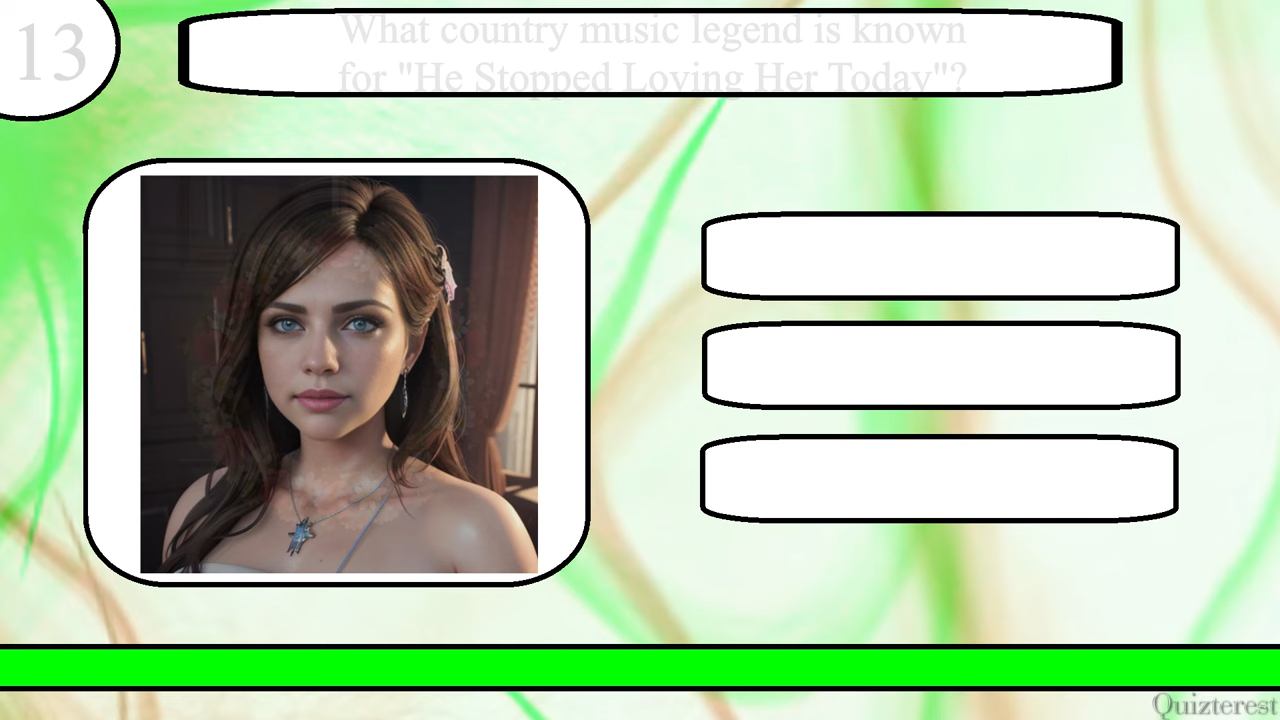 13
What country music legend is known
for "He Stopped Loving Her Today"?
Quizterest